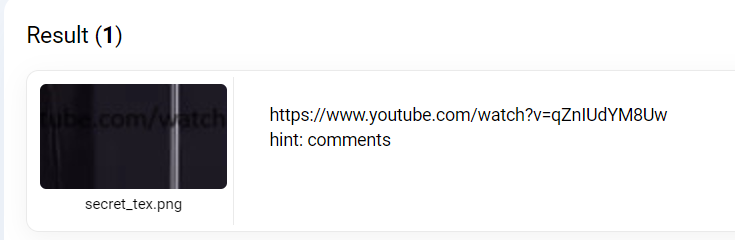 Result (1)
tube.com/watch
secret_tex.png
https://www.youtube.com/watch?v=qZnIUdYM8Uw
hint: comments